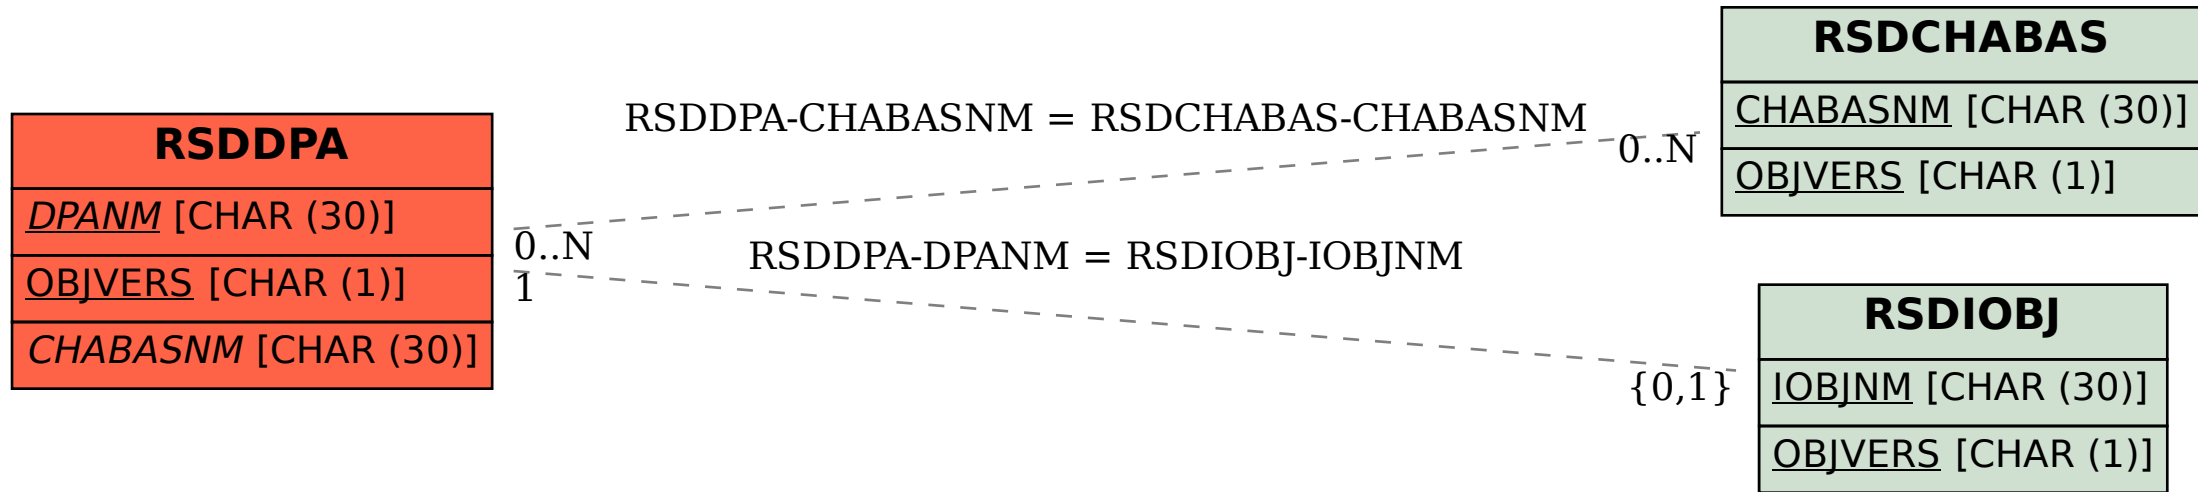 RSDDPA
DPANM [CHAR (30)]
OBJVERS [CHAR (1)]
CHABASNM [CHAR (30)]
RSDDPA-CHABASNM = RSDCHABAS-CHABASNM
0..N
0..N
RSDDPA-DPANM = RSDIOBJ-IOBJNM
1
{0,1}
RSDCHABAS
CHABASNM [CHAR (30)]
OBJVERS [CHAR (1)]
RSDIOBJ
IOBJNM [CHAR (30)]
OBJVERS [CHAR (1)]